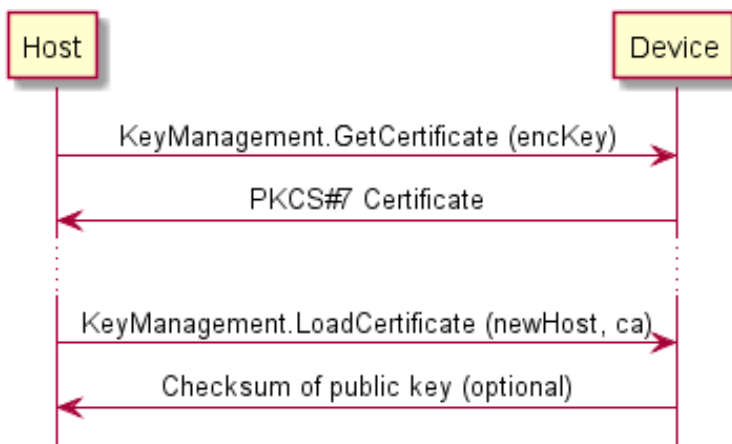 Host
Device
KeyManagement.GetCertificate (encKey)
PKCS#7 Certificate
KeyManagement.LoadCertificate (newHost, ca)
Checksum of public key (optional)